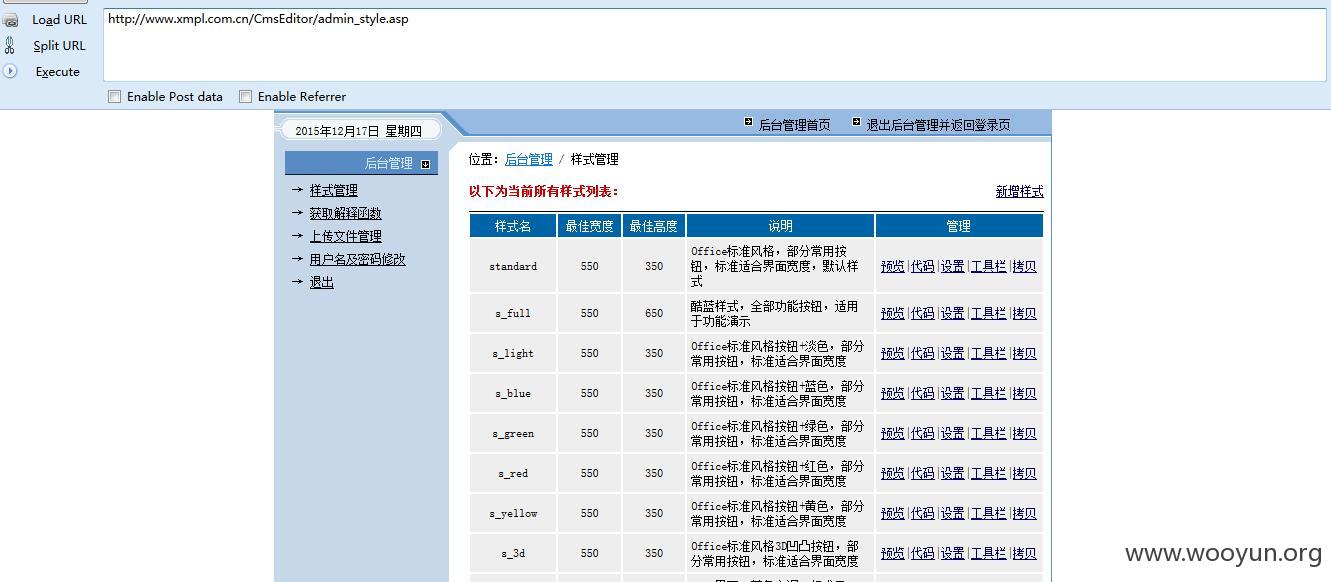 Load URL
http://www.xmpl.com.cn/CmsEditor/admin_style.asp
Split URL
Execute
Enable Post data Enable Referrer
2015年12月17日 星期四
后台管理首页 退出后台管理并返回登录页
后台管理
样式管理
获取解释函数
上传文件管理
用户名及密码修改
退出
位置：后台管理 / 样式管理
以下为当前所有样式列表：
新增样式
样式名 最佳宽度 最佳高度 说明 管理
standard 550 350 Office标准风格，部分常用按
钮，标准适合界面宽度，默认样
式 预览|代码|设置|工具栏|拷贝
s_full 550 650 酷蓝样式，全部功能按钮，适用
于功能演示 预览|代码|设置|工具栏|拷贝
s_light 550 350 Office标准风格按钮+淡色，部分
常用按钮，标准适合界面宽度 预览|代码|设置|工具栏|拷贝
s_blue 550 350 Office标准风格按钮+蓝色，部分
常用按钮，标准适合界面宽度 预览|代码|设置|工具栏|拷贝
s_green 550 350 Office标准风格按钮+绿色，部分
常用按钮，标准适合界面宽度 预览|代码|设置|工具栏|拷贝
s_red 550 350 Office标准风格按钮+红色，部分
常用按钮，标准适合界面宽度 预览|代码|设置|工具栏|拷贝
s_yellow 550 350 Office标准风格按钮+黄色，部分
常用按钮，标准适合界面宽度 预览|代码|设置|工具栏|拷贝
s_3d 550 350 Office标准风格3D凹凸按钮，部
分常用按钮，标准适合界面宽度 预览|代码|设置|工具栏|拷贝
www.wooyun.org